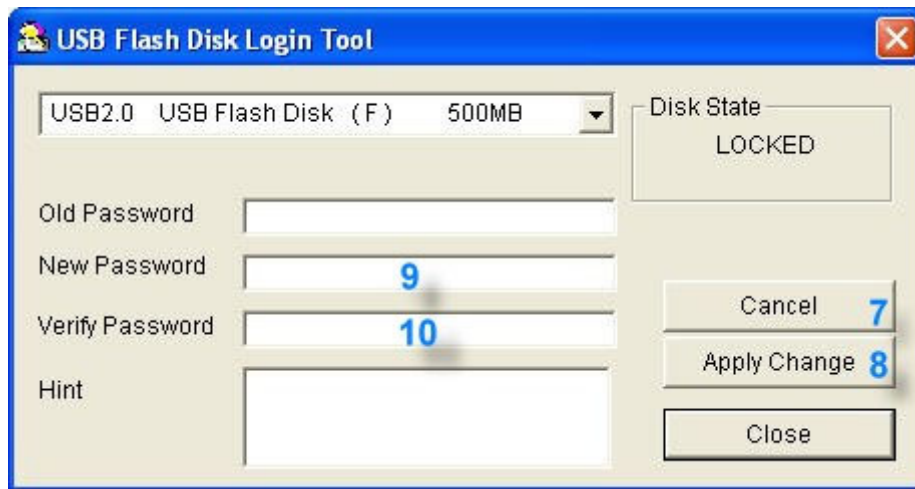 USB Flash Disk Login Tool
USB2.0 USB Flash Disk (F) 500MB
Disk State
LOCKED
Old Password
New Password
9
Verify Password
10
Hint
Cancel 7
Apply Change 8
Close